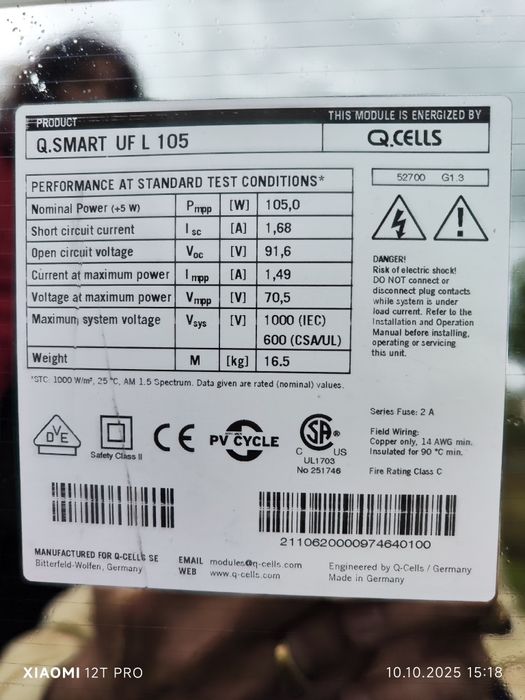 PRODUCT
THIS MODULE IS ENERGIZED BY
Q.SMART UF L 105
Q.CELLS
52700 G1.3
PERFORMANCE AT STANDARD TEST CONDITIONS*
Nominal Power (+5 W) Pmpp [W] 105,0
Short circuit current Isc [A] 1,68
Open circuit voltage Voc [V] 91,6
Current at maximum power Impp [A] 1,49
Voltage at maximum power Vmpp [V] 70,5
Maximum system voltage Vsys [V] 1000 (IEC)
600 (CSA/UL)
Weight M [kg] 16.5
*STC: 1000 W/m², 25 °C, AM 1.5 Spectrum. Data given are rated (nominal) values.
DANGER!
Risk of electric shock!
DO NOT connect or
disconnect plug contacts
while system is under
load current. Refer to the
Installation and Operation
Manual before installing,
operating or servicing
this unit.
DVE
Safety Class II
CE
PV CYCLE
CSA®
C US
UL1703
No 251746
Series Fuse: 2 A
Field Wiring:
Copper only, 14 AWG min.
Insulated for 90 °C min.
Fire Rating Class C
2110620000974640100
MANUFACTURED FOR Q-CELLS SE
Bitterfeld-Wolfen, Germany
EMAIL modules@q-cells.com
WEB www.q-cells.com
Engineered by Q-Cells / Germany
Made in Germany
XIAOMI 12T PRO
10.10.2025 15:18